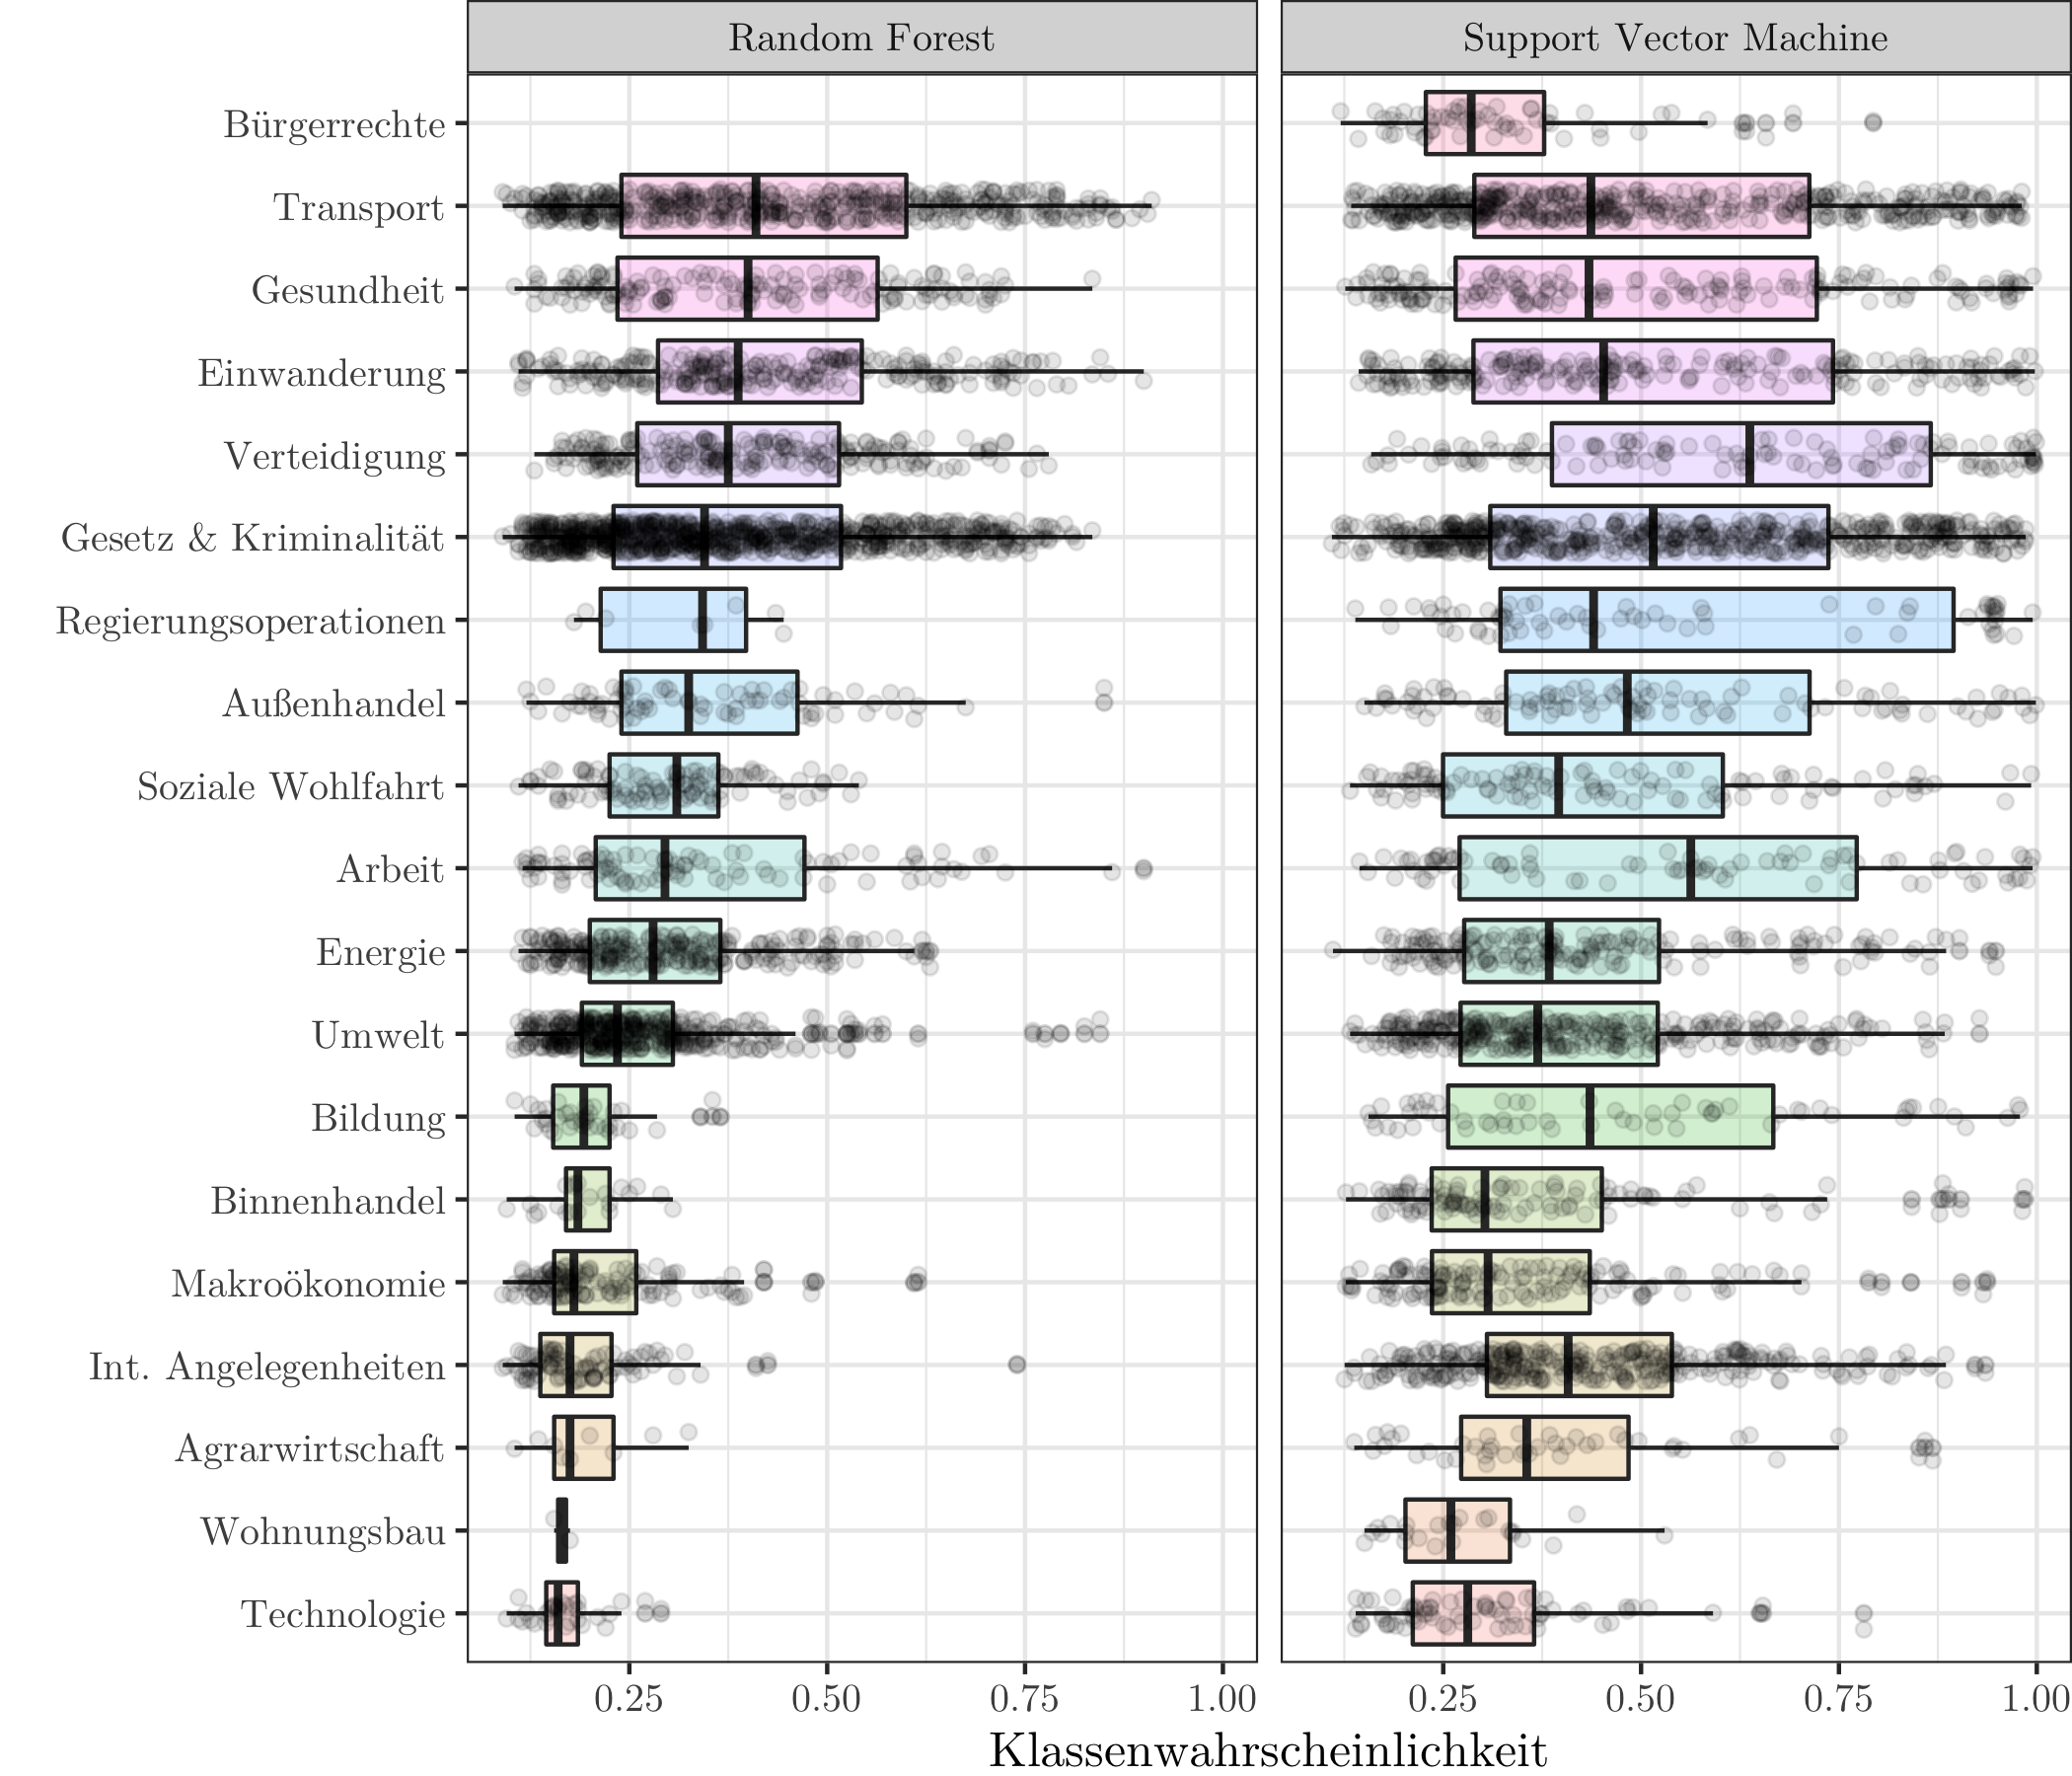 Random Forest
Support Vector Machine
Bürgerrechte
Transport
Gesundheit
Einwanderung
Verteidigung
Gesetz & Kriminalität
Regierungsoperationen
Außenhandel
Soziale Wohlfahrt
Arbeit
Energie
Umwelt
Bildung
Binnenhandel
Makroökonomie
Int. Angelegenheiten
Agrarwirtschaft
Wohnungsbau
Technologie
0.25 0.50 0.75 1.00
0.25 0.50 0.75 1.00
Klassenwahrscheinlichkeit